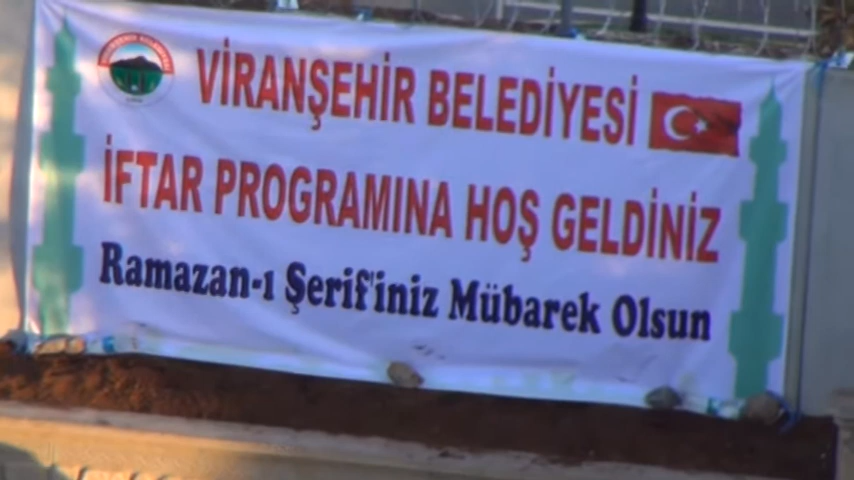 VİRANŞEHİR BELEDİYESİ
İFTAR PROGRAMINA HOŞ GELDİNİZ
Ramazan-ı Şerif'iniz Mübarek Olsun